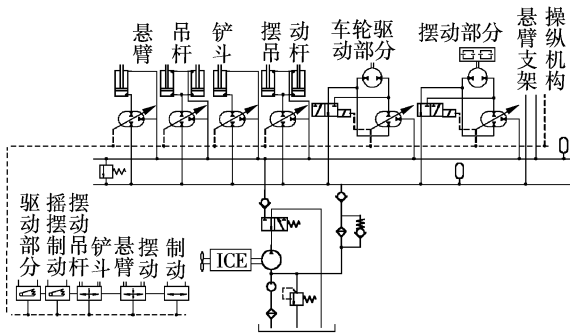 悬臂
吊杆
铲斗
摆动
吊杆
车轮驱
动部分
摆动部分
悬臂支架
操纵机构
驱动部分
摇摆制动
摆动吊杆
铲斗
悬臂
摆动
制动
ICE